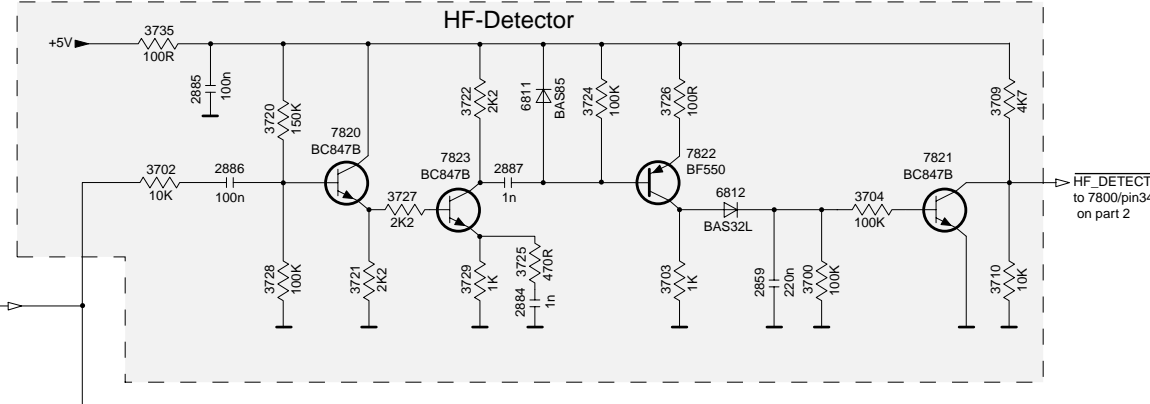 HF-Detector
+5V
3735
100R
2885
100n
3720
150K
7820
BC847B
3722
2K2
6811
BAS85
3724
100K
3726
100R
3709
4K7
3702
10K
2886
100n
7823
BC847B
2887
1n
7822
BF550
7821
BC847B
3727
2K2
6812
BAS32L
3704
100K
HF_DETECT
to 7800/pin34
on part 2
3728
100K
3721
2K2
3729
1K
3725
470R
2884
1n
3703
1K
2859
220n
3700
100K
3710
10K